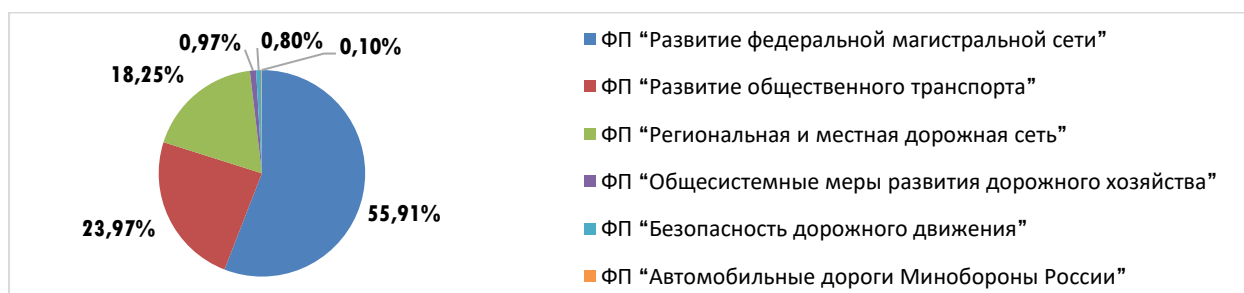 0,97%
0,80%
0,10%
18,25%
23,97%
55,91%
ФП “Развитие федеральной магистральной сети”
ФП “Развитие общественного транспорта”
ФП “Региональная и местная дорожная сеть”
ФП “Общесистемные меры развития дорожного хозяйства”
ФП “Безопасность дорожного движения”
ФП “Автомобильные дороги Минобороны России”